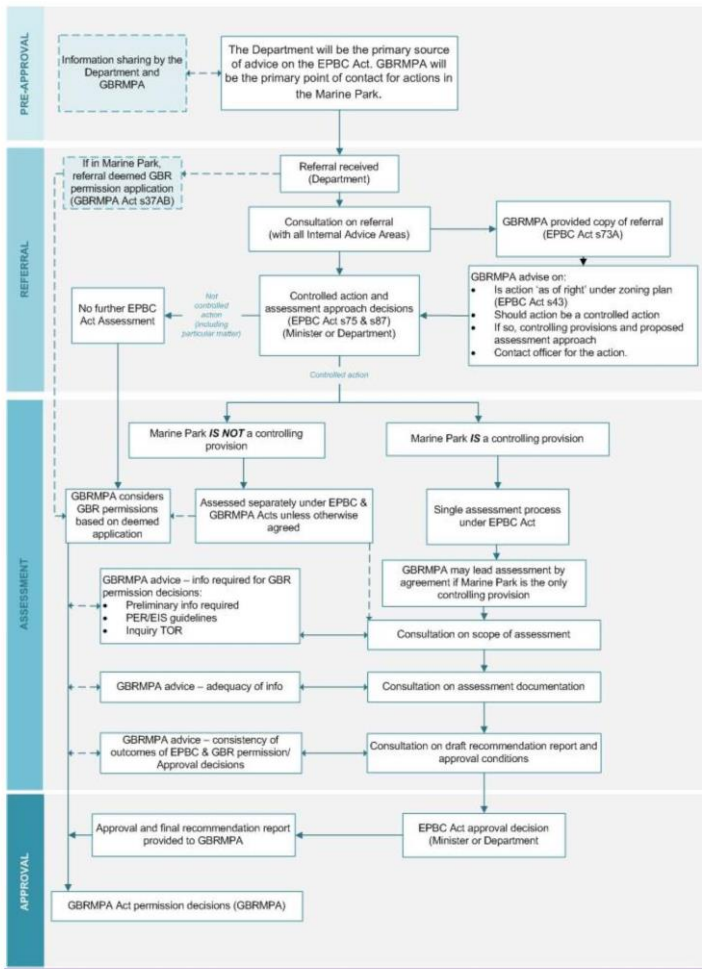 PRE-APPROVAL
Information sharing by the
Department and
GBRMPA
The Department will be the primary source
of advice on the EPBC Act. GBRMPA will
be the primary point of contact for actions in
the Marine Park.
REFERRAL
If in Marine Park,
referral deemed GBR
permission application
(GBRMPA Act s37AB)
Referral received
(Department)
Consultation on referral
(with all Internal Advice Areas)
GBRMPA provided copy of referral
(EPBC Act s73A)
GBRMPA advise on:
• Is action 'as of right' under zoning plan
(EPBC Act s43)
• Should action be a controlled action
• If so, controlling provisions and proposed
assessment approach
• Contact officer for the action.
Controlled action and
assessment approach decisions
(EPBC Act s75 & s87)
(Minister or Department)
Not
controlled
action
(including
particular matter)
No further EPBC
Act Assessment
Controlled action
ASSESSMENT
Marine Park IS NOT a controlling
provision
Marine Park IS a controlling provision
GBRMPA considers
GBR permissions
based on deemed
application
Assessed separately under EPBC &
GBRMPA Acts unless otherwise
agreed
Single assessment process
under EPBC Act
GBRMPA may lead assessment by
agreement if Marine Park is the only
controlling provision
GBRMPA advice – info required for GBR
permission decisions:
• Preliminary info required
• PER/EIS guidelines
• Inquiry TOR
Consultation on scope of assessment
GBRMPA advice – adequacy of info
Consultation on assessment documentation
GBRMPA advice – consistency of
outcomes of EPBC & GBR permission/
Approval decisions
Consultation on draft recommendation report and
approval conditions
APPROVAL
Approval and final recommendation report
provided to GBRMPA
EPBC Act approval decision
(Minister or Department
GBRMPA Act permission decisions (GBRMPA)